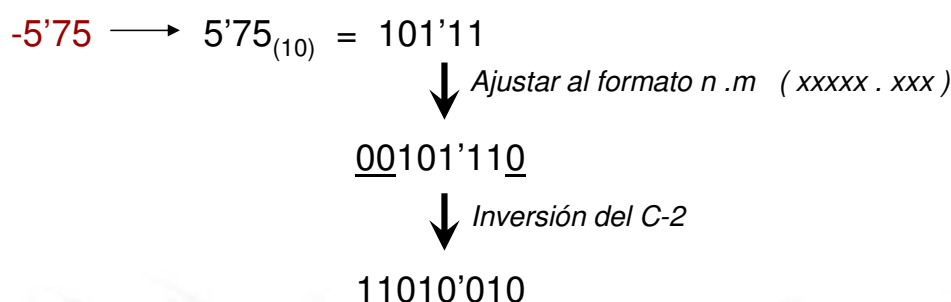 -5’75 → 5’75(10) = 101’11
Ajustar al formato n .m ( xxxxx . xxx )
00101’110
Inversión del C-2
11010’010